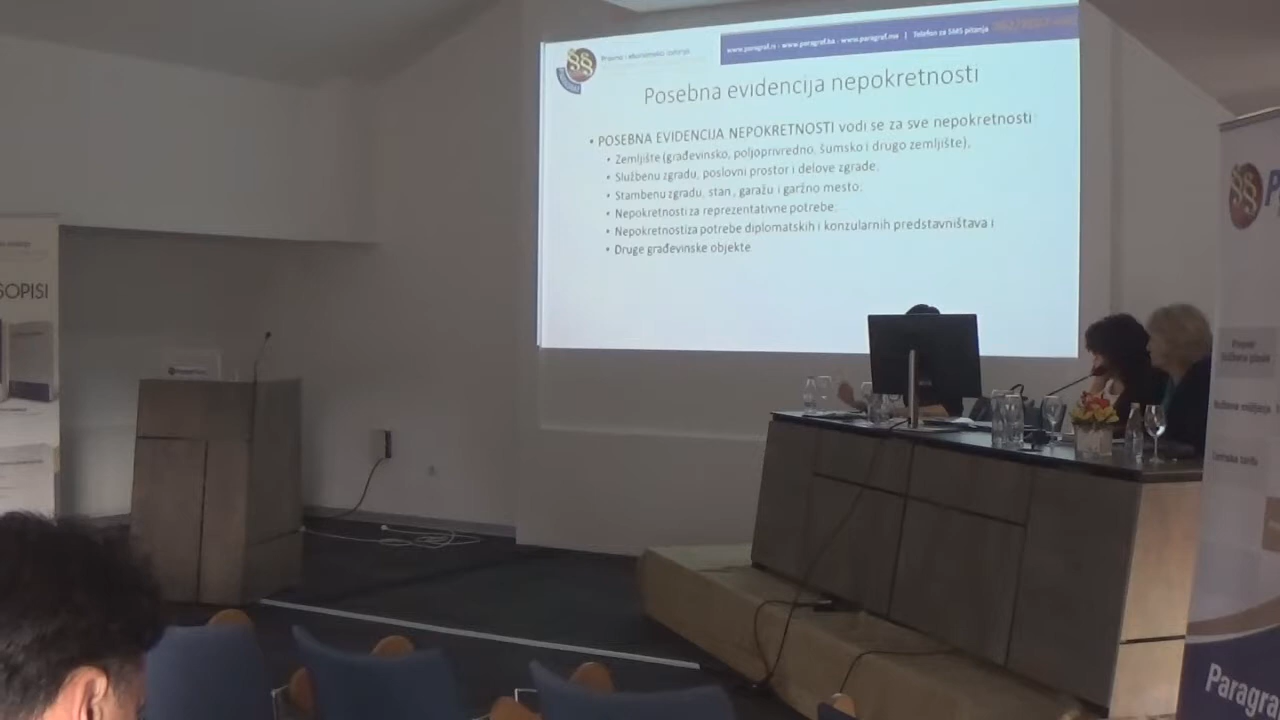 www.paragraf.rs - www.paragraf.ba - www.paragraf.me | Telefon za SMS pitanja
Posebna evidencija nepokretnosti
• POSEBNA EVIDENCIJA NEPOKRETNOSTI vodi se za sve nepokretnosti
• Zemljište (građevinsko, poljoprivredno, šumsko i drugo zemljište),
• Službenu zgradu, poslovni prostor i delove zgrade;
• Stambenu zgradu, stan, garažu i garžno mesto;
• Nepokretnosti za reprezentativne potrebe;
• Nepokretnostiza potrebe diplomatskih i konzularnih predstavništava i
• Druge građevinske objekte
SOPISI
Paragra